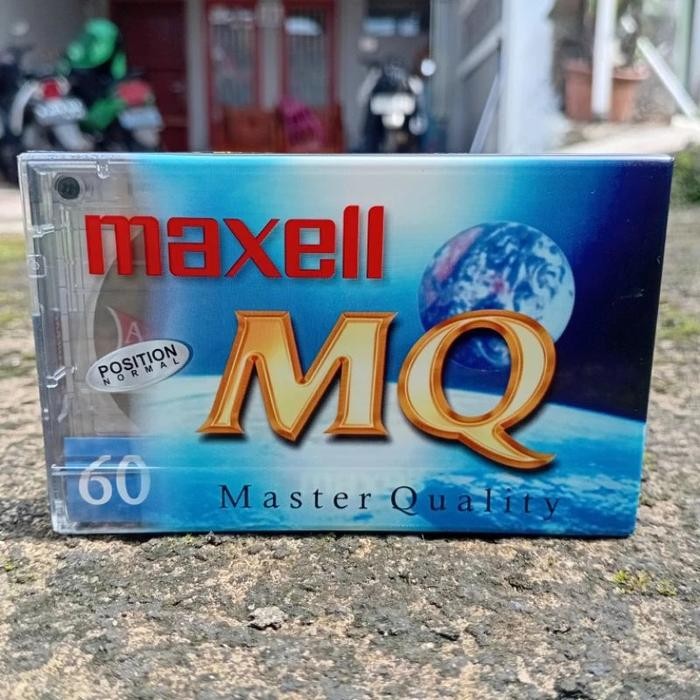 maxell
MQ
POSITION
NORMAL
A
60
Master Quality